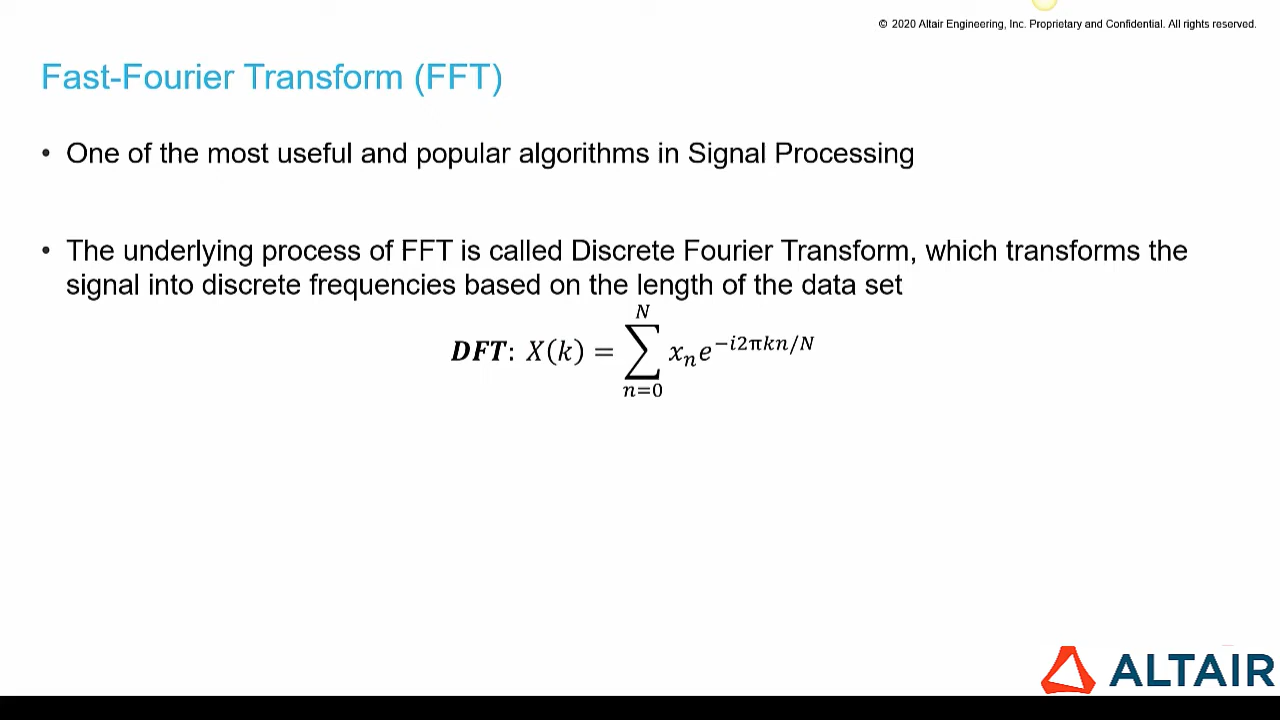 © 2020 Altair Engineering, Inc. Proprietary and Confidential. All rights reserved.
Fast-Fourier Transform (FFT)
• One of the most useful and popular algorithms in Signal Processing
• The underlying process of FFT is called Discrete Fourier Transform, which transforms the
signal into discrete frequencies based on the length of the data set
DFT: X(k) = ∑_{n=0}^{N} x_n e^{-i2πkn/N}
ALTAIR